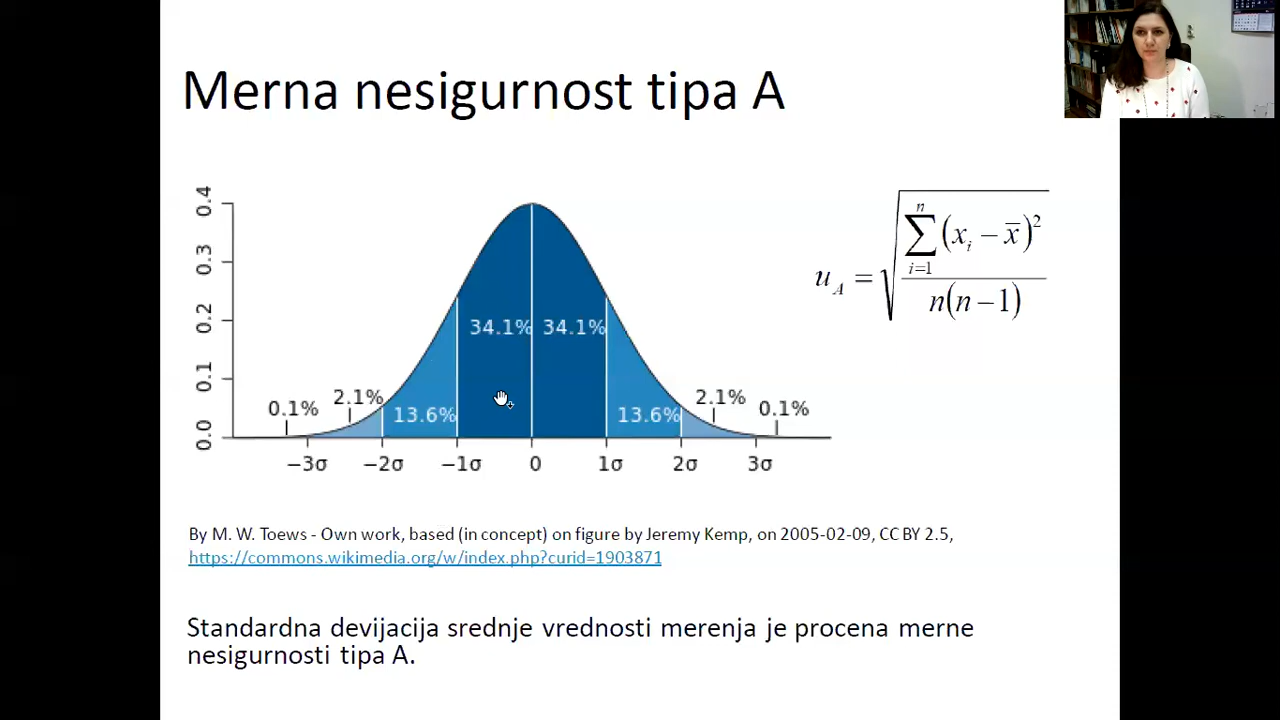 Merna nesigurnost tipa A
0.4
0.3
0.2
0.1
0.0
34.1% 34.1%
0.1% 2.1% 13.6% 13.6% 2.1% 0.1%
−3σ −2σ −1σ 0 1σ 2σ 3σ
u_A = √(∑_{i=1}^{n} (x_i − x̄)² / n(n−1))
By M. W. Toews - Own work, based (in concept) on figure by Jeremy Kemp, on 2005-02-09, CC BY 2.5,
https://commons.wikimedia.org/w/index.php?curid=1903871
Standardna devijacija srednje vrednosti merenja je procena merne
nesigurnosti tipa A.